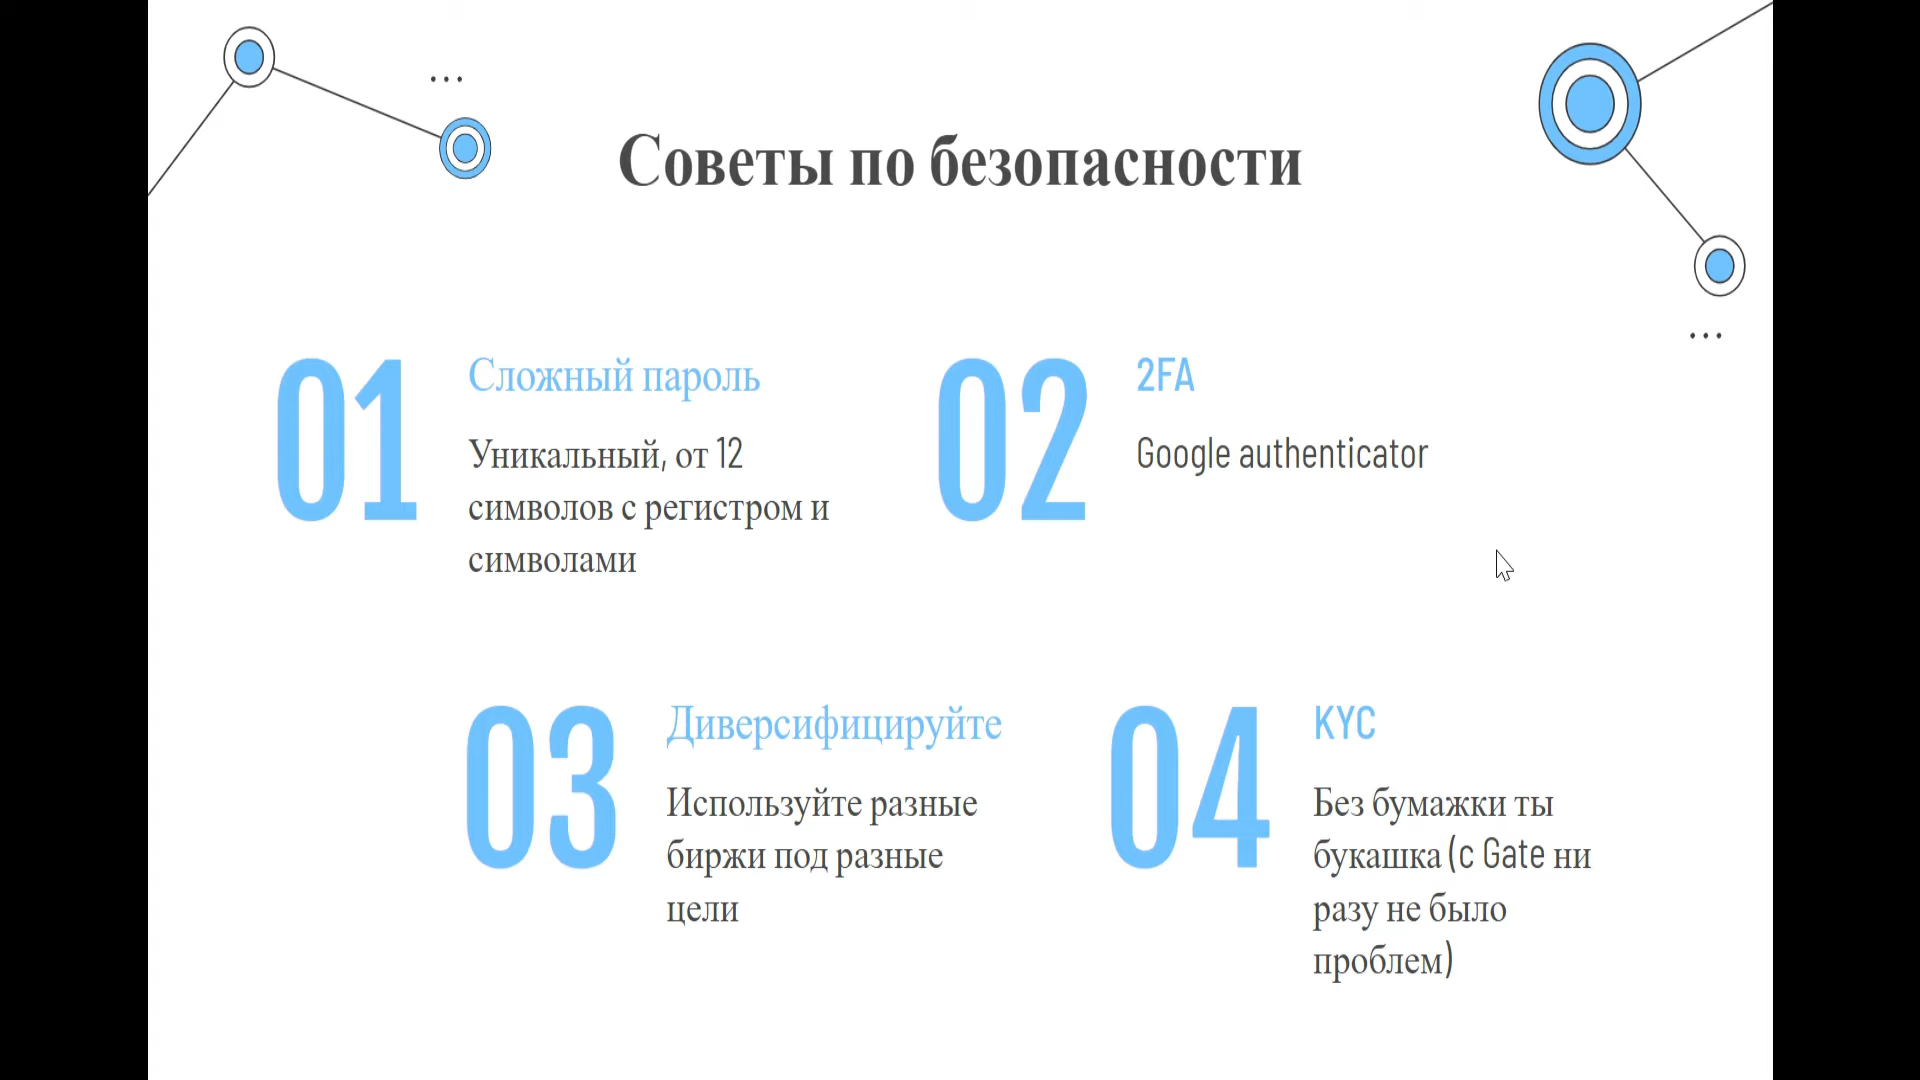 Советы по безопасности
01
Сложный пароль
Уникальный, от 12
символов с регистром и
символами
02
2FA
Google authenticator
03
Диверсифицируйте
Используйте разные
биржи под разные
цели
04
KYC
Без бумажки ты
букашка (с Gate ни
разу не было
проблем)